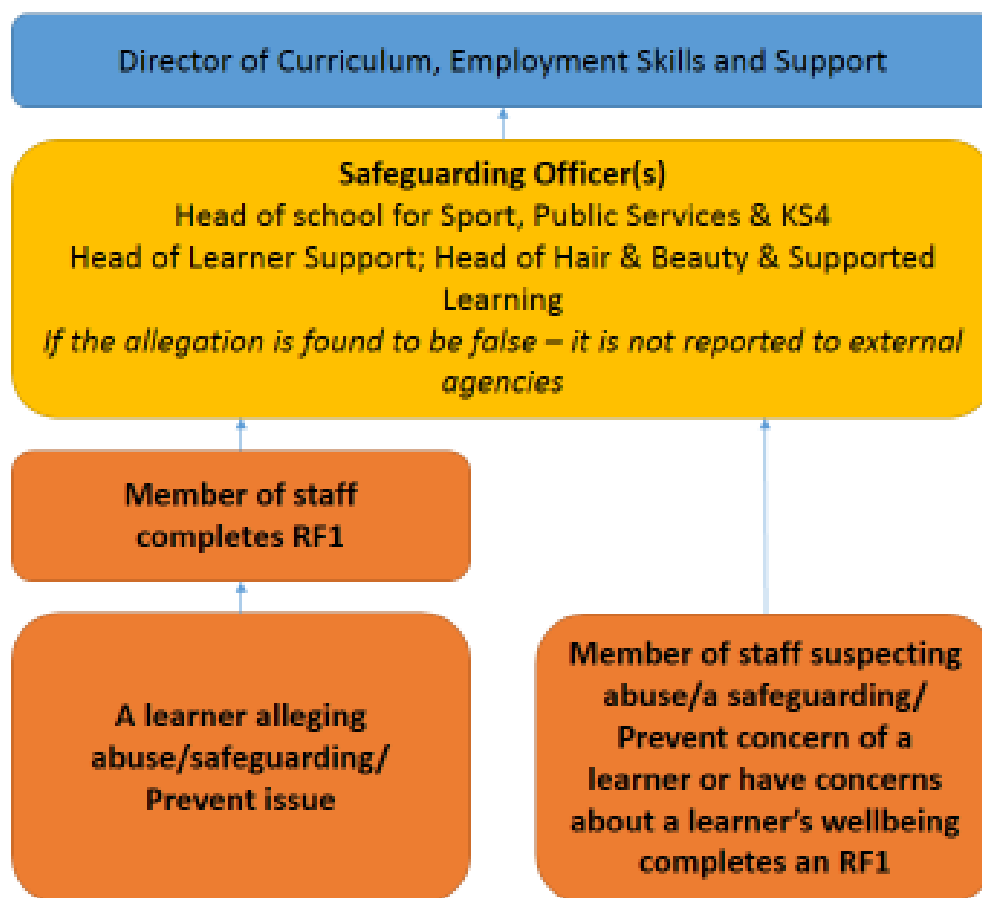 Director of Curriculum, Employment Skills and Support
Safeguarding Officer(s)
Head of school for Sport, Public Services & KS4
Head of Learner Support; Head of Hair & Beauty & Supported
Learning
If the allegation is found to be false – it is not reported to external
agencies
Member of staff
completes RF1
A learner alleging
abuse/safeguarding/
Prevent issue
Member of staff suspecting
abuse/a safeguarding/
Prevent concern of a
learner or have concerns
about a learner’s wellbeing
completes an RF1